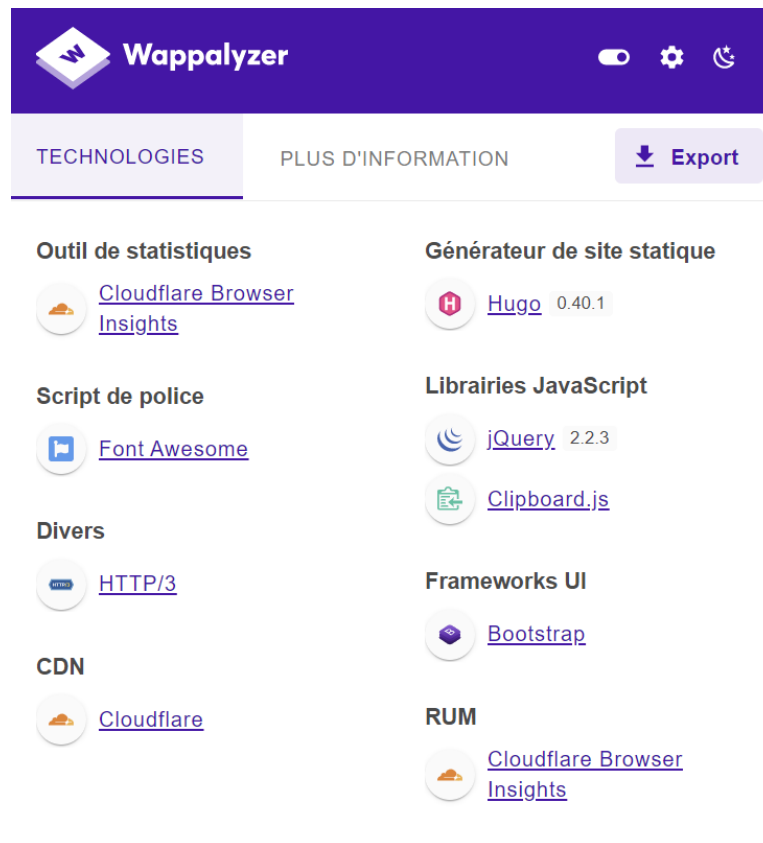 Wappalyzer
TECHNOLOGIES
PLUS D'INFORMATION
Export
Outil de statistiques
Cloudflare Browser
Insights
Script de police
Font Awesome
Divers
HTTP/3
CDN
Cloudflare
Générateur de site statique
Hugo 0.40.1
Librairies JavaScript
jQuery 2.2.3
Clipboard.js
Frameworks UI
Bootstrap
RUM
Cloudflare Browser
Insights